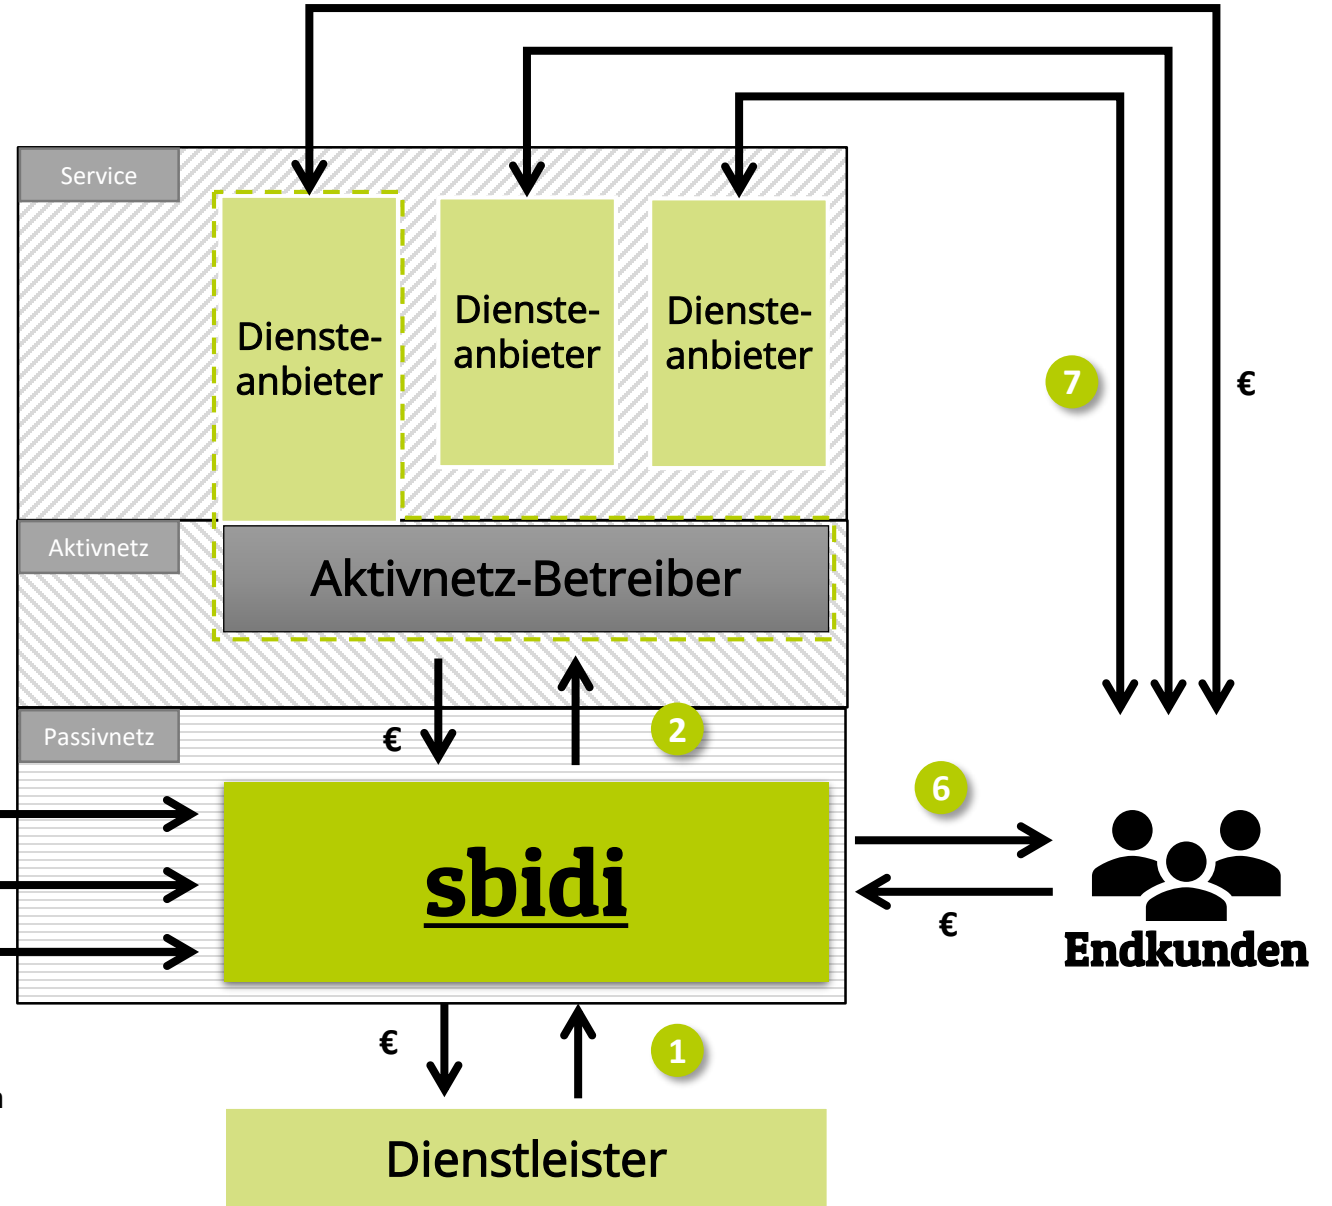 Service
Dienste-
anbieter
Dienste-
anbieter
Dienste-
anbieter
7
€
Aktivnetz
Aktivnetz-Betreiber
Passivnetz
€
2
6
sbidi
€
Endkunden
€
1
Dienstleister